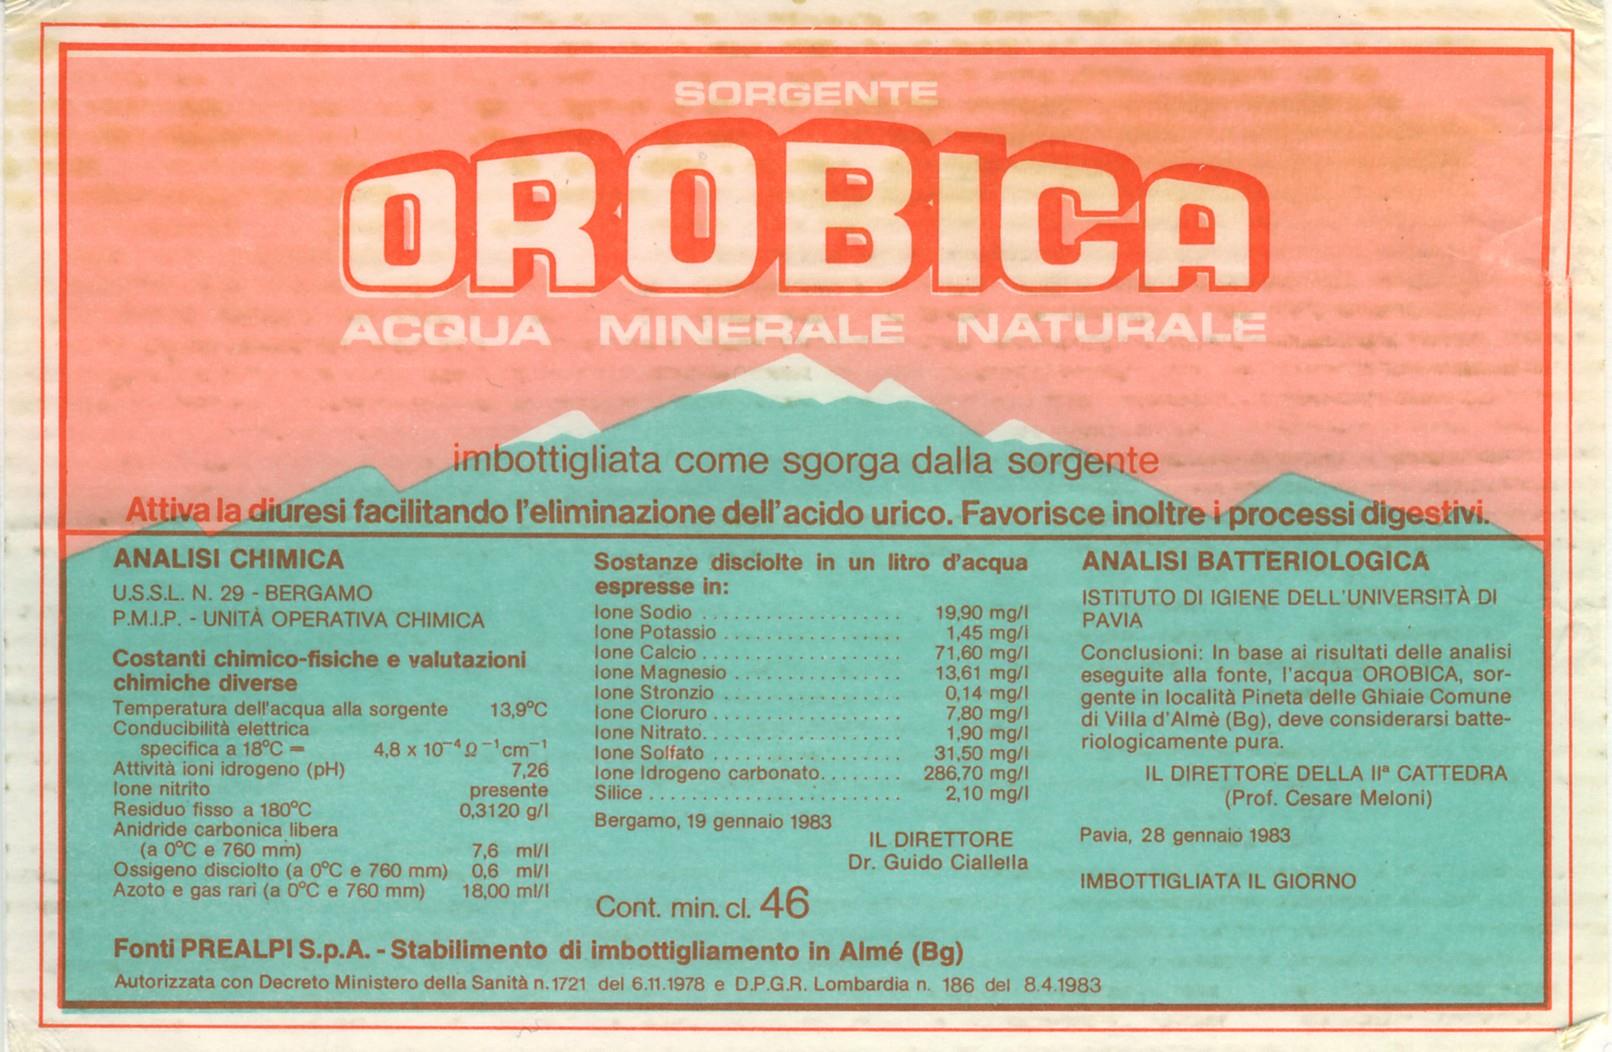 SORGENTE
OROBICA
ACQUA MINERALE NATURALE
imbottigliata come sgorga dalla sorgente
Attiva la diuresi facilitando l'eliminazione dell'acido urico. Favorisce inoltre i processi digestivi.
ANALISI CHIMICA
U.S.S.L. N. 29 - BERGAMO
P.M.I.P. - UNITÀ OPERATIVA CHIMICA
Costanti chimico-fisiche e valutazioni
chimiche diverse
Temperatura dell'acqua alla sorgente 13,9°C
Conducibilità elettrica
specifica a 18°C = 4,8 x 10⁻⁴ Ω⁻¹cm⁻¹
Attività ioni idrogeno (pH) 7,26
Ione nitrito presente
Residuo fisso a 180°C 0,3120 g/l
Anidride carbonica libera
(a 0°C e 760 mm) 7,6 ml/l
Ossigeno disciolto (a 0°C e 760 mm) 0,6 ml/l
Azoto e gas rari (a 0°C e 760 mm) 18,00 ml/l
Sostanze disciolte in un litro d'acqua
espresse in:
Ione Sodio .................. 19,90 mg/l
Ione Potassio ................ 1,45 mg/l
Ione Calcio .................. 71,60 mg/l
Ione Magnesio ............... 13,61 mg/l
Ione Stronzio ................ 0,14 mg/l
Ione Cloruro ................. 7,80 mg/l
Ione Nitrato.................. 1,90 mg/l
Ione Solfato ................. 31,50 mg/l
Ione Idrogeno carbonato........ 286,70 mg/l
Silice ....................... 2,10 mg/l
Bergamo, 19 gennaio 1983
IL DIRETTORE
Dr. Guido Ciallella
Cont. min. cl. 46
ANALISI BATTERIOLOGICA
ISTITUTO DI IGIENE DELL'UNIVERSITÀ DI
PAVIA
Conclusioni: In base ai risultati delle analisi
eseguite alla fonte, l'acqua OROBICA, sor-
gente in località Pineta delle Ghiaie Comune
di Villa d'Almè (Bg), deve considerarsi batte-
riologicamente pura.
IL DIRETTORE DELLA IIª CATTEDRA
(Prof. Cesare Meloni)
Pavia, 28 gennaio 1983
IMBOTTIGLIATA IL GIORNO
Fonti PREALPI S.p.A. - Stabilimento di imbottigliamento in Almé (Bg)
Autorizzata con Decreto Ministero della Sanità n. 1721 del 6.11.1978 e D.P.G.R. Lombardia n. 186 del 8.4.1983